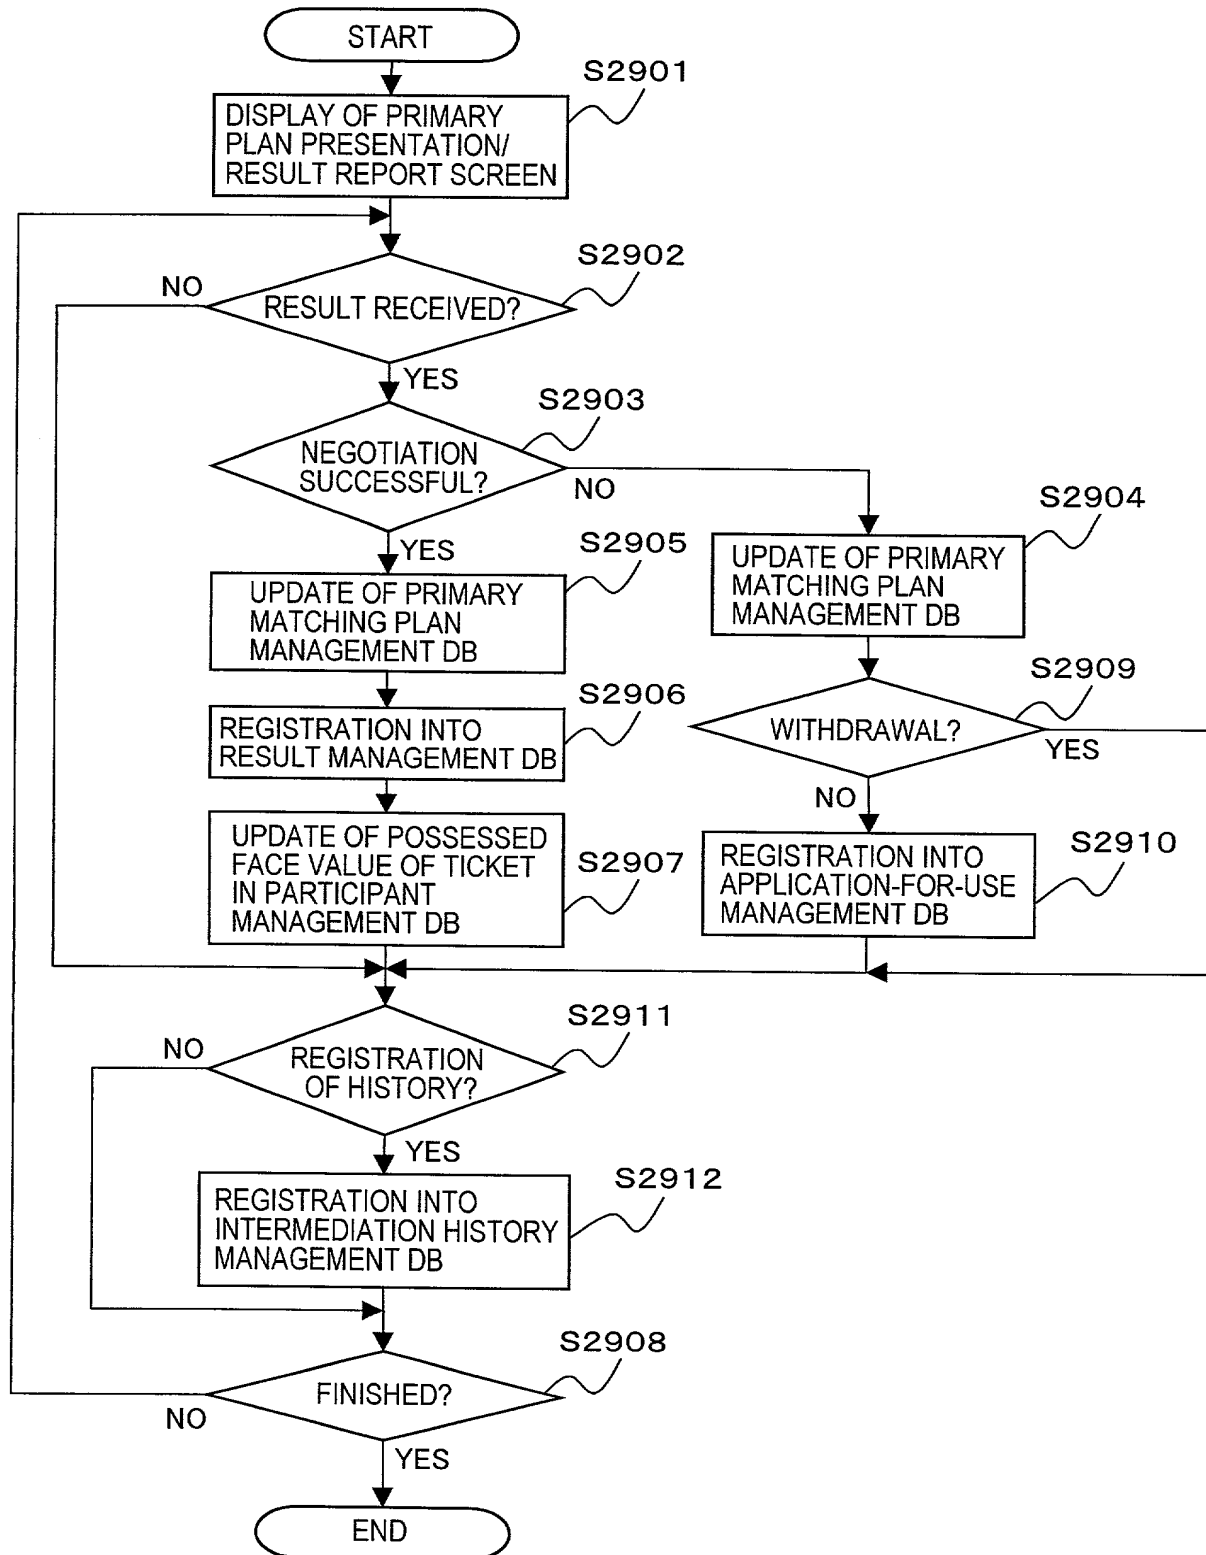 START
S2901
DISPLAY OF PRIMARY
PLAN PRESENTATION/
RESULT REPORT SCREEN
S2902
NO
RESULT RECEIVED?
YES
S2903
NEGOTIATION
SUCCESSFUL?
NO
S2904
YES
S2905
UPDATE OF PRIMARY
MATCHING PLAN
MANAGEMENT DB
UPDATE OF PRIMARY
MATCHING PLAN
MANAGEMENT DB
S2906
S2909
REGISTRATION INTO
RESULT MANAGEMENT DB
WITHDRAWAL?
YES
NO
UPDATE OF POSSESSED
FACE VALUE OF TICKET
IN PARTICIPANT
MANAGEMENT DB
S2907
REGISTRATION INTO
APPLICATION-FOR-USE
MANAGEMENT DB
S2910
S2911
NO
REGISTRATION
OF HISTORY?
YES
S2912
REGISTRATION INTO
INTERMEDIATION HISTORY
MANAGEMENT DB
S2908
FINISHED?
NO
YES
END